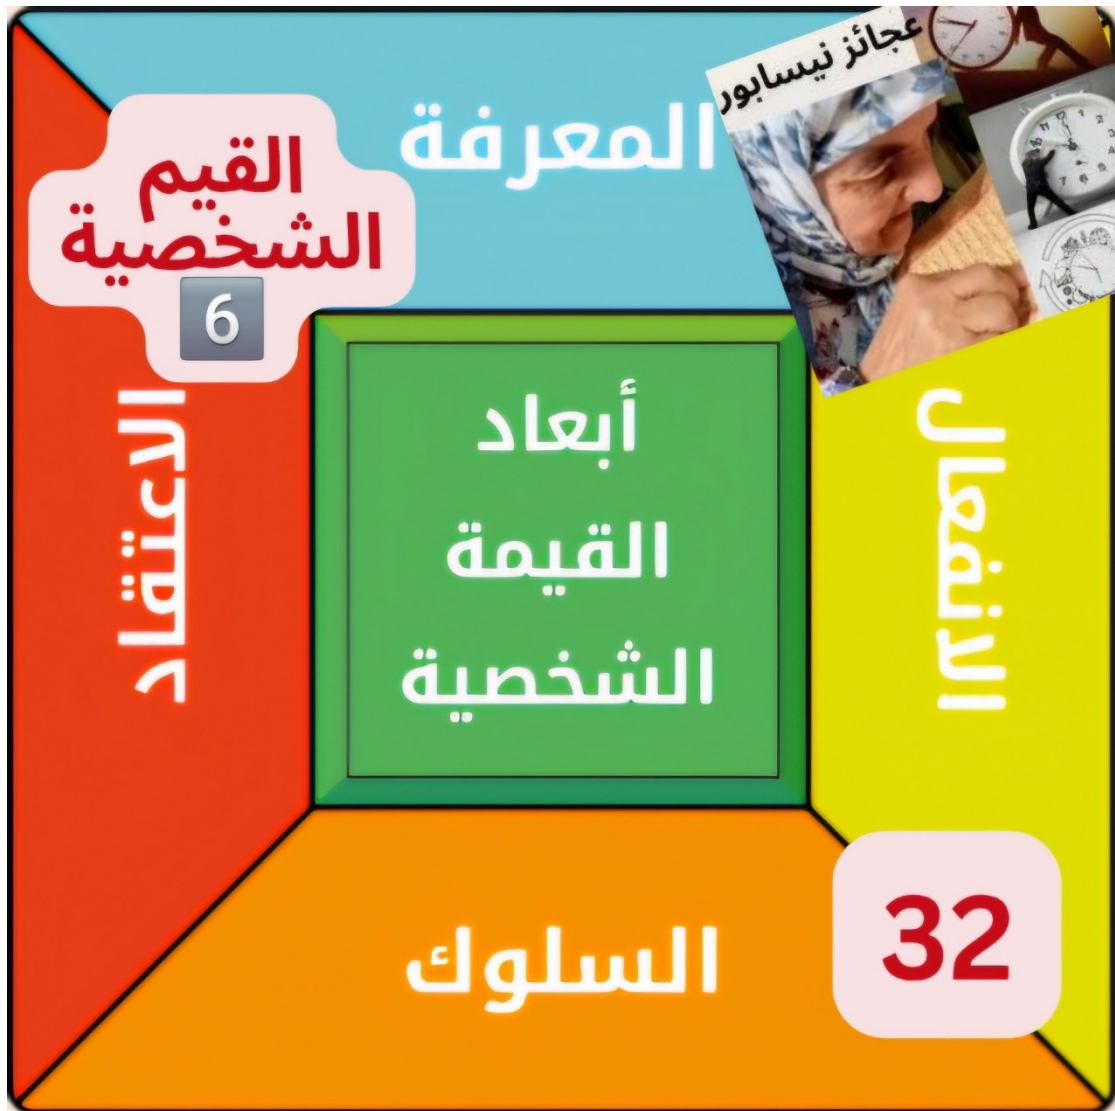 عجائز نيسابور
المعرفة
القيم
الشخصية
6
الانفعال
أبعاد
القيمة
الشخصية
الاعتقاد
السلوك
32